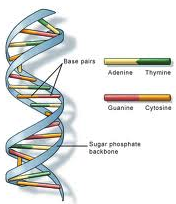 Base pairs
Adenine Thymine
Guanine Cytosine
Sugar phosphate
backbone